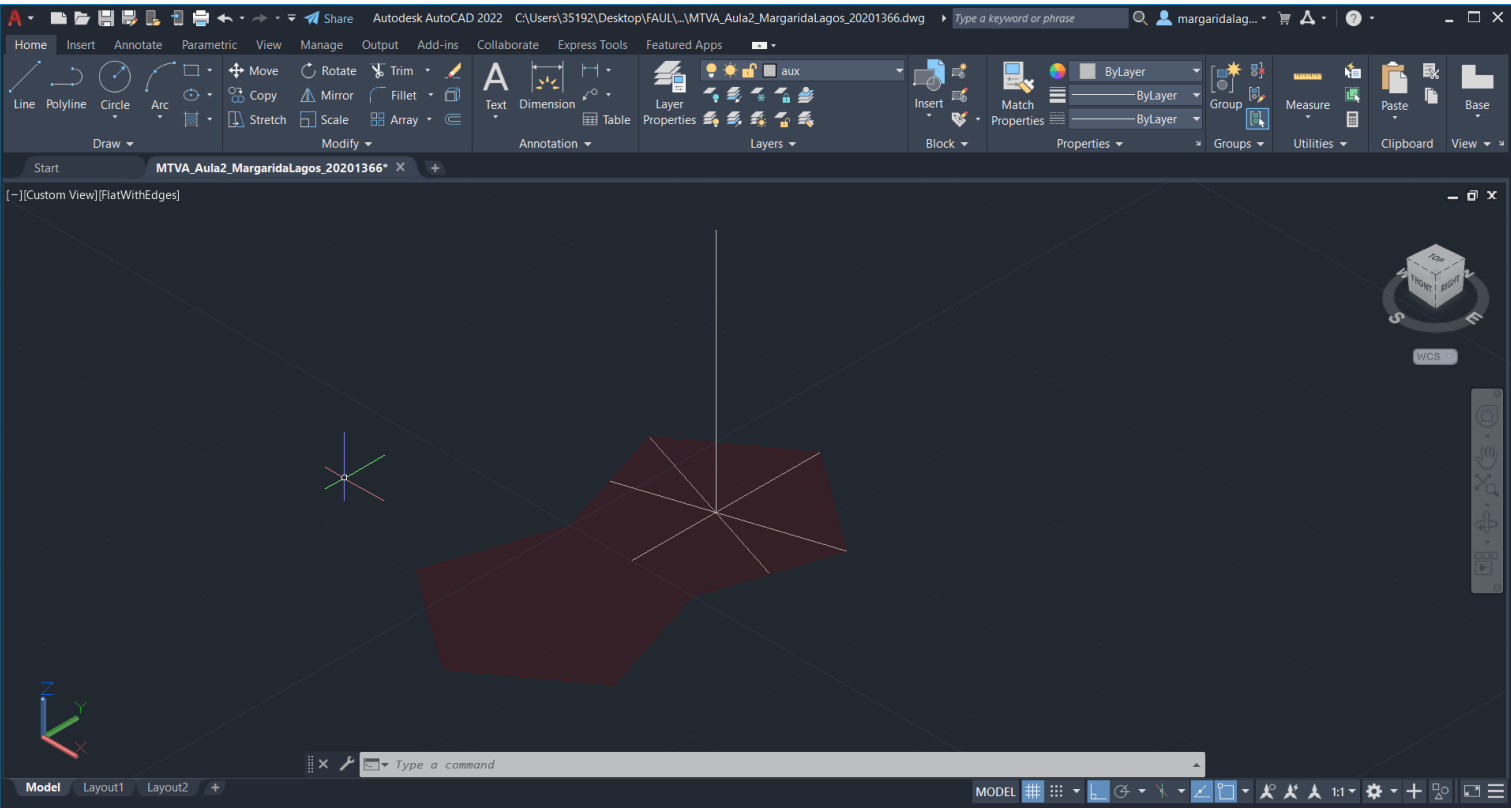 Share Autodesk AutoCAD 2022 C:\Users\35192\Desktop\FAUL\...\MTVA_Aula2_MargaridaLagos_20201366.dwg Type a keyword or phrase margaridalag...
Home Insert Annotate Parametric View Manage Output Add-ins Collaborate Express Tools Featured Apps
Line Polyline Circle Arc
Move Rotate Trim
Copy Mirror Fillet
Stretch Scale Array
Text Dimension
Table
Layer Properties
aux
Insert
Match Properties
ByLayer
ByLayer
ByLayer
Group
Measure
Paste
Base
Draw Modify Annotation Layers Block Properties Groups Utilities Clipboard View
Start MTVA_Aula2_MargaridaLagos_20201366*
[−][Custom View][FlatWithEdges]
TOP
W N
FRONT RIGHT
S E
WCS
Z
Y
X
Type a command
Model Layout1 Layout2
MODEL 1:1